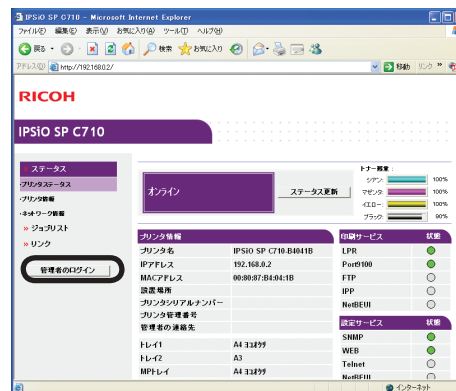 IPSiO SP C710 - Microsoft Internet Explorer
ファイル(F) 編集(E) 表示(V) お気に入り(A) ツール(T) ヘルプ(H)
戻る 検索 お気に入り
アドレス(D) http://192.168.0.2/ 移動 リンク »
RICOH
IPSiO SP C710
» ステータス
·プリンタステータス
·プリンタ情報
·ネットワーク情報
» ジョブリスト
» リンク
管理者のログイン
オンライン ステータス更新
トナー残量:
シアン: 100%
マゼンタ: 100%
イエロー: 100%
ブラック: 90%
プリンタ情報
プリンタ名 IPSiO SP C710-B4041B
IPアドレス 192.168.0.2
MACアドレス 00:80:87:B4:04:1B
設置場所
プリンタシリアルナンバー
プリンタ管理番号
管理者の連絡先
トレイ1 A4 ﾖｺｵｸﾘ
トレイ2 A3
MPトレイ A4 ﾖｺｵｸﾘ
印刷サービス 状態
LPR
Port9100
FTP
IPP
NetBEUI
設定サービス 状態
SNMP
WEB
Telnet
NetBEUI
インターネット